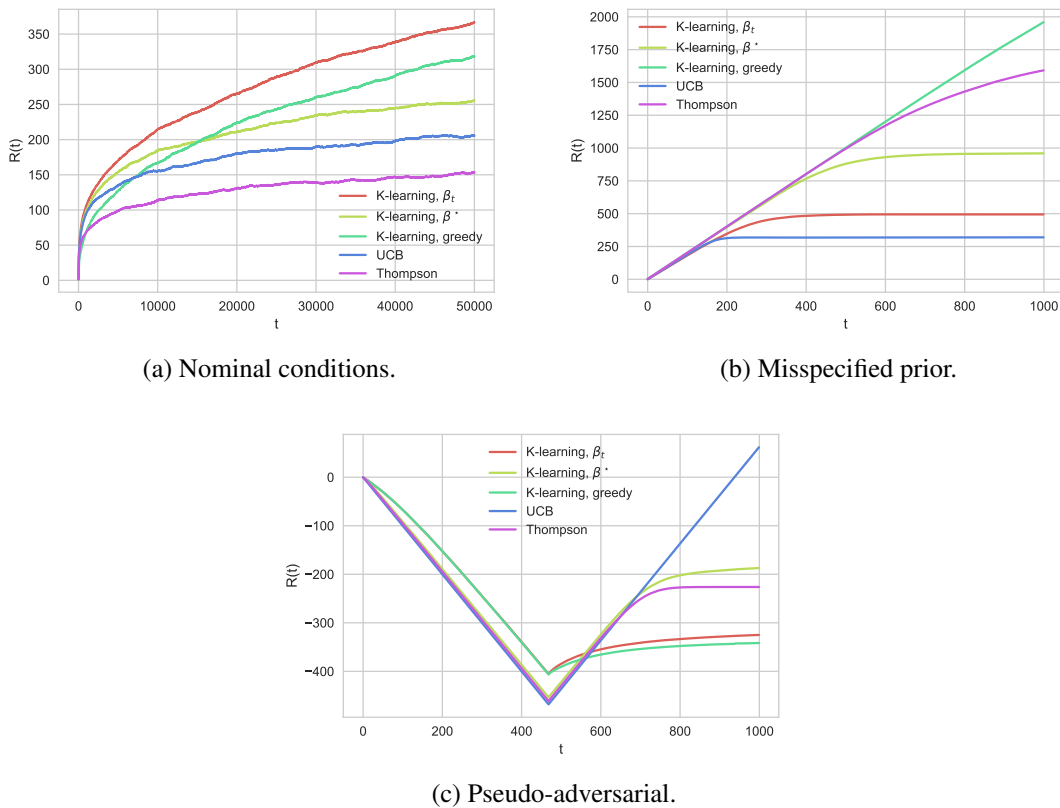 350
300
250
200
150
100
50
0
R(t)
K-learning, βt
K-learning, β*
K-learning, greedy
UCB
Thompson
0 10000 20000 30000 40000 50000
t
(a) Nominal conditions.
2000
1750
1500
1250
1000
750
500
250
0
R(t)
K-learning, βt
K-learning, β*
K-learning, greedy
UCB
Thompson
0 200 400 600 800 1000
t
(b) Misspecified prior.
0
−100
−200
−300
−400
R(t)
K-learning, βt
K-learning, β*
K-learning, greedy
UCB
Thompson
0 200 400 600 800 1000
t
(c) Pseudo-adversarial.